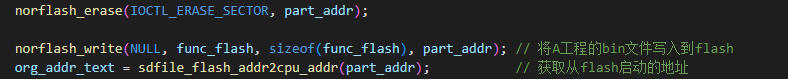 norflash_erase(IOCTL_ERASE_SECTOR, part_addr);
norflash_write(NULL, func_flash, sizeof(func_flash), part_addr); // 将A工程的bin文件写入到flash
org_addr_text = sdfile_flash_addr2cpu_addr(part_addr); // 获取从flash启动的地址